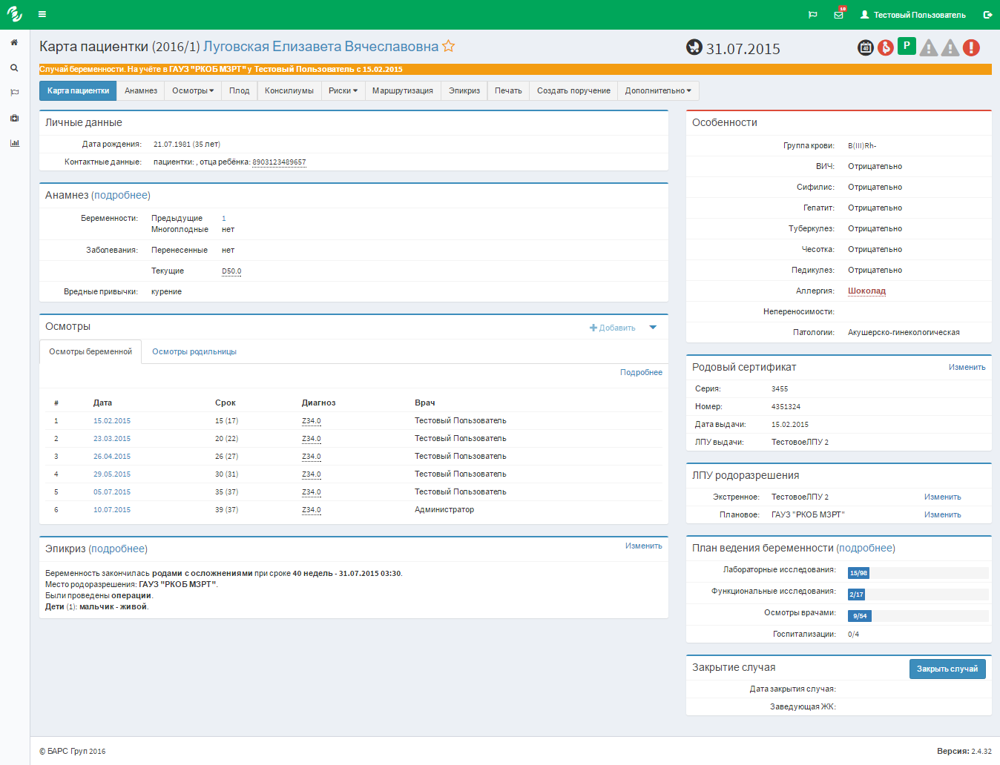 10
Тестовый Пользователь
Карта пациентки (2016/1) Луговская Елизавета Вячеславовна
31.07.2015
40
P
Случай беременности. На учёте в ГАУЗ "РКОБ МЗРТ" у Тестовый Пользователь с 15.02.2015
Карта пациентки Анамнез Осмотры Плод Консилиумы Риски Маршрутизация Эпикриз Печать Создать поручение Дополнительно
Личные данные
Дата рождения: 21.07.1981 (35 лет)
Контактные данные: пациентки: , отца ребёнка: 8903123489657
Анамнез (подробнее)
Беременности: Предыдущие 1
Многоплодные нет
Заболевания: Перенесенные нет
Текущие D50.0
Вредные привычки: курение
Осмотры Добавить
Осмотры беременной Осмотры родильницы
Подробнее
# Дата Срок Диагноз Врач
1 15.02.2015 15 (17) Z34.0 Тестовый Пользователь
2 23.03.2015 20 (22) Z34.0 Тестовый Пользователь
3 26.04.2015 26 (27) Z34.0 Тестовый Пользователь
4 29.05.2015 30 (31) Z34.0 Тестовый Пользователь
5 05.07.2015 35 (37) Z34.0 Тестовый Пользователь
6 10.07.2015 39 (37) Z34.0 Администратор
Эпикриз (подробнее) Изменить
Беременность закончилась родами с осложнениями при сроке 40 недель - 31.07.2015 03:30.
Место родоразрешения: ГАУЗ "РКОБ МЗРТ".
Были проведены операции.
Дети (1): мальчик - живой.
Особенности
Группа крови: B(III)Rh-
ВИЧ: Отрицательно
Сифилис: Отрицательно
Гепатит: Отрицательно
Туберкулез: Отрицательно
Чесотка: Отрицательно
Педикулез: Отрицательно
Аллергия: Шоколад
Непереносимости:
Патологии: Акушерско-гинекологическая
Родовый сертификат Изменить
Серия: 3455
Номер: 4351324
Дата выдачи: 15.02.2015
ЛПУ выдачи: ТестовоеЛПУ 2
ЛПУ родоразрешения
Экстренное: ТестовоеЛПУ 2 Изменить
Плановое: ГАУЗ "РКОБ МЗРТ" Изменить
План ведения беременности (подробнее)
Лабораторные исследования: 15/98
Функциональные исследования: 2/17
Осмотры врачами: 9/54
Госпитализации: 0/4
Закрытие случая Закрыть случай
Дата закрытия случая:
Заведующая ЖК:
© БАРС Груп 2016
Версия: 2.4.32